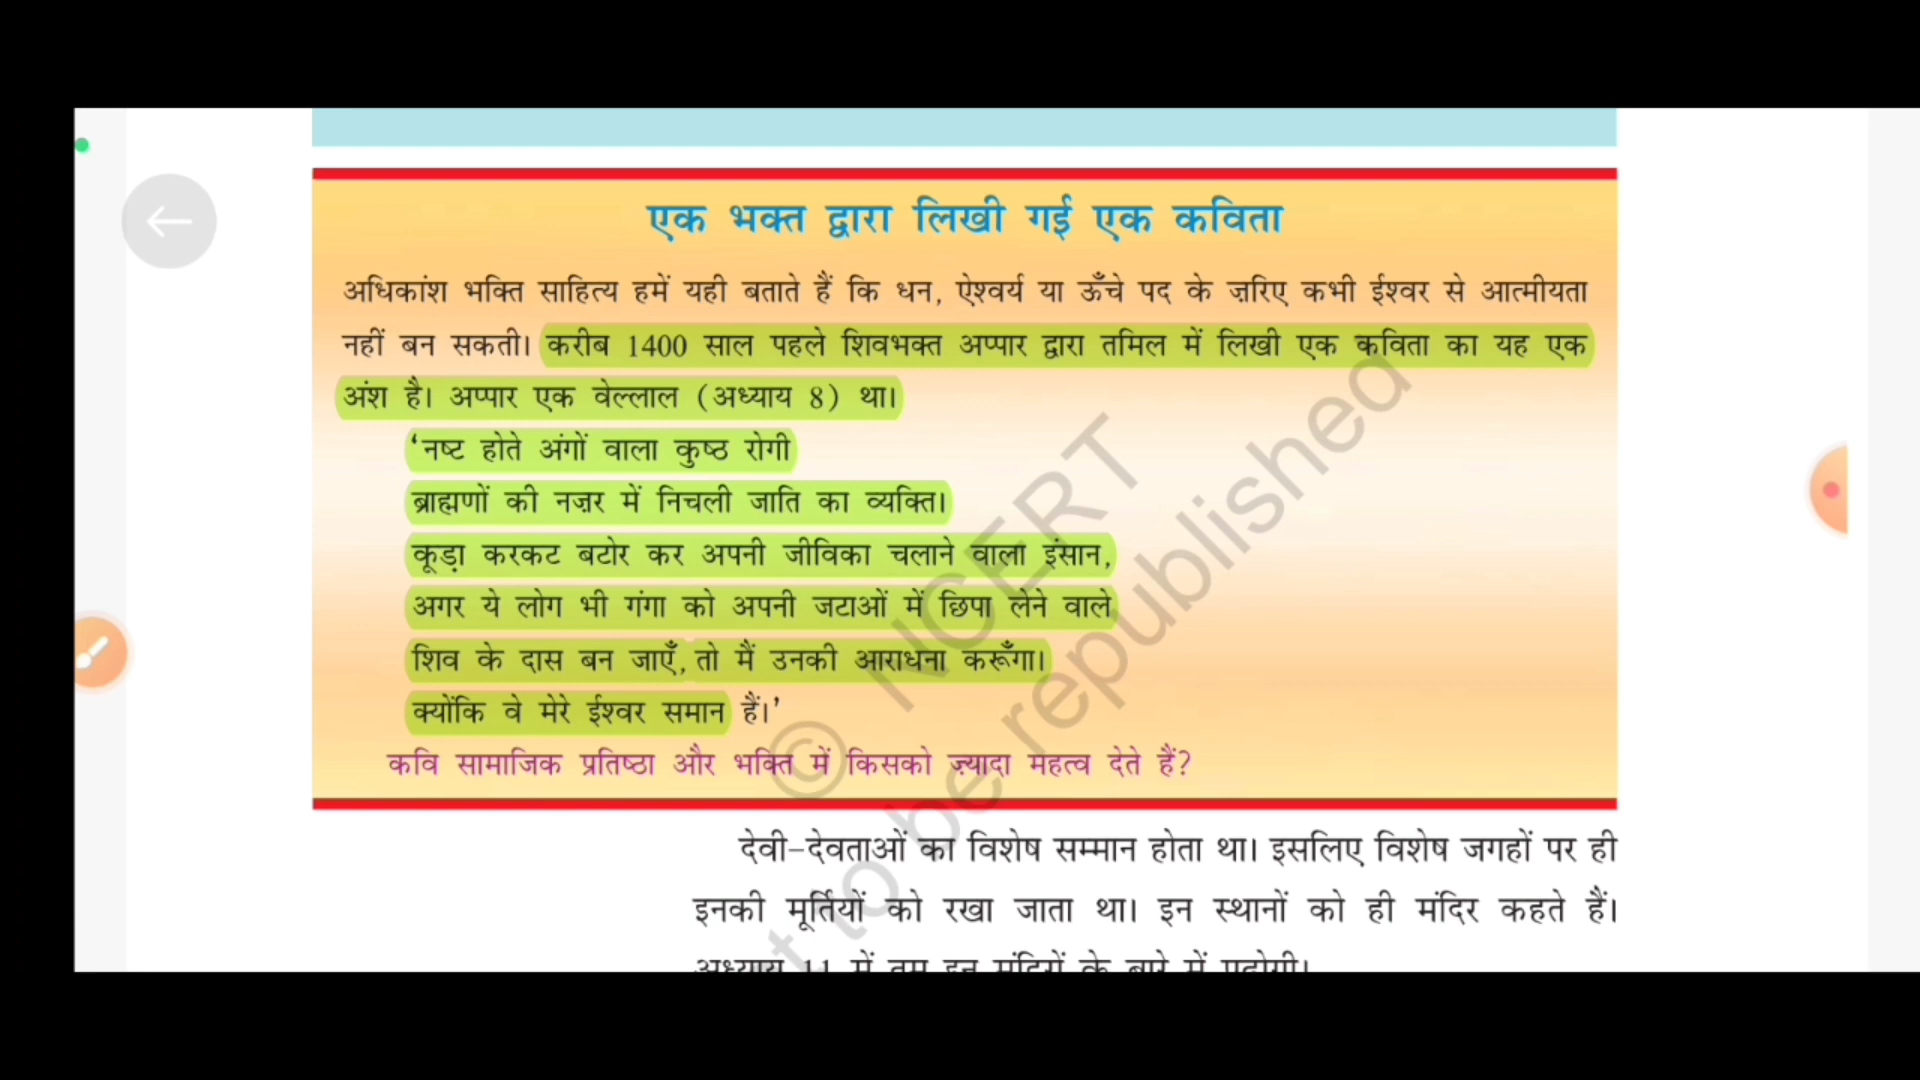 एक भक्त द्वारा लिखी गई एक कविता
अधिकांश भक्ति साहित्य हमें यही बताते हैं कि धन, ऐश्वर्य या ऊँचे पद के ज़रिए कभी ईश्वर से आत्मीयता
नहीं बन सकती। करीब 1400 साल पहले शिवभक्त अप्पार द्वारा तमिल में लिखी एक कविता का यह एक
अंश है। अप्पार एक वेल्लाल (अध्याय 8) था।
‘नष्ट होते अंगों वाला कुष्ठ रोगी
ब्राह्मणों की नज़र में निचली जाति का व्यक्ति।
कूड़ा करकट बटोर कर अपनी जीविका चलाने वाला इंसान,
अगर ये लोग भी गंगा को अपनी जटाओं में छिपा लेने वाले
शिव के दास बन जाएँ, तो मैं उनकी आराधना करूँगा।
क्योंकि वे मेरे ईश्वर समान हैं।’
कवि सामाजिक प्रतिष्ठा और भक्ति में किसको ज़्यादा महत्व देते हैं?
देवी-देवताओं का विशेष सम्मान होता था। इसलिए विशेष जगहों पर ही
इनकी मूर्तियों को रखा जाता था। इन स्थानों को ही मंदिर कहते हैं।
अध्याय 11 में तुम इन मंदिरों के बारे में पढ़ोगी।
© NCERT
t to be republished